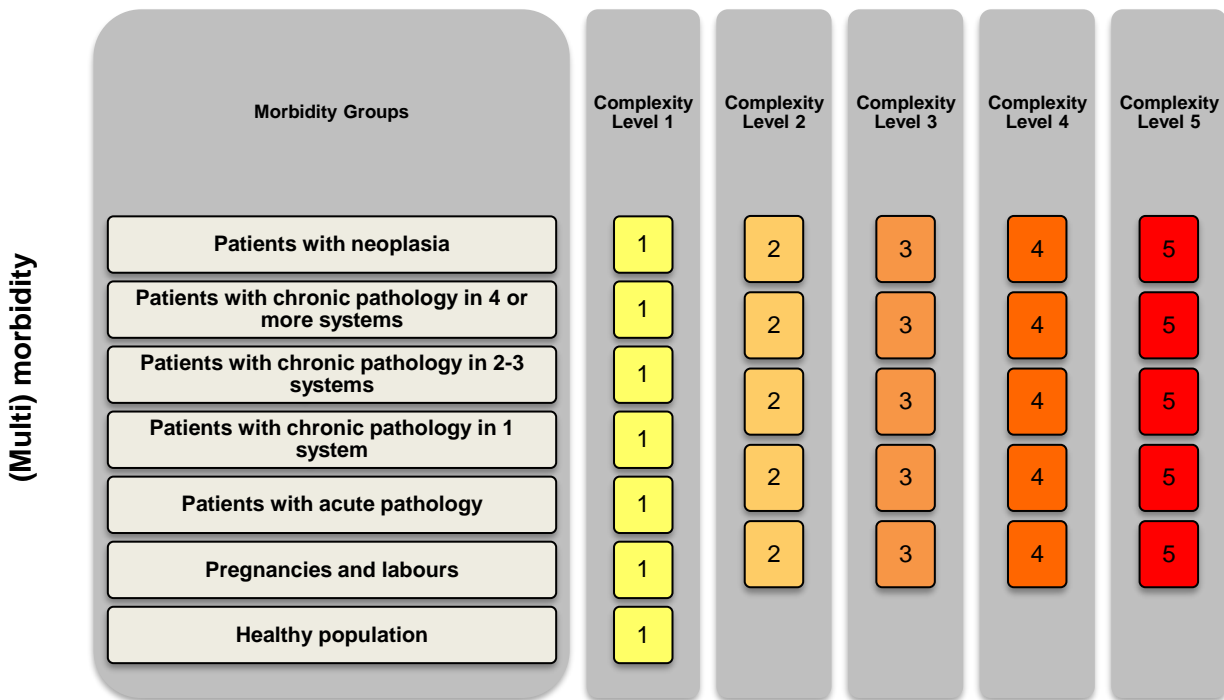 (Multi) morbidity
Morbidity Groups
Complexity
Level 1
Complexity
Level 2
Complexity
Level 3
Complexity
Level 4
Complexity
Level 5
Patients with neoplasia
1
2
3
4
5
Patients with chronic pathology in 4 or
more systems
1
2
3
4
5
Patients with chronic pathology in 2-3
systems
1
2
3
4
5
Patients with chronic pathology in 1
system
1
2
3
4
5
Patients with acute pathology
1
2
3
4
5
Pregnancies and labours
1
Healthy population
1